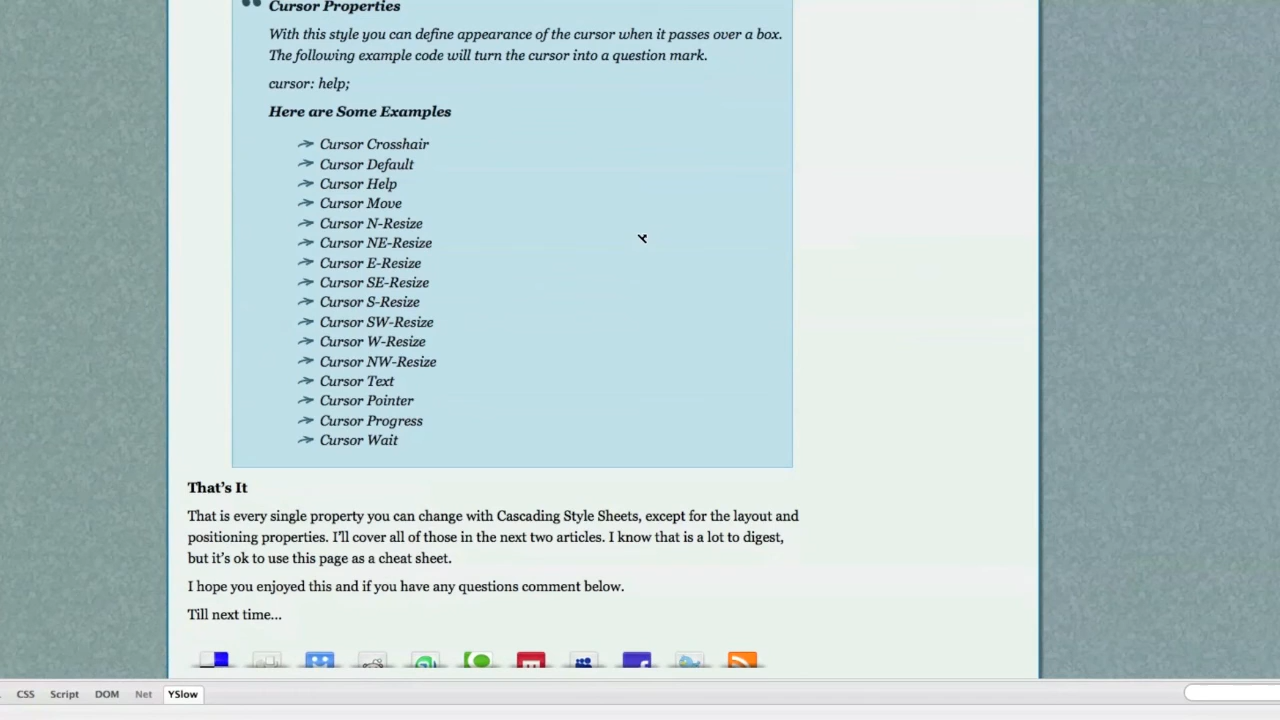 Cursor Properties
With this style you can define appearance of the cursor when it passes over a box.
The following example code will turn the cursor into a question mark.
cursor: help;
Here are Some Examples
Cursor Crosshair
Cursor Default
Cursor Help
Cursor Move
Cursor N-Resize
Cursor NE-Resize
Cursor E-Resize
Cursor SE-Resize
Cursor S-Resize
Cursor SW-Resize
Cursor W-Resize
Cursor NW-Resize
Cursor Text
Cursor Pointer
Cursor Progress
Cursor Wait
That's It
That is every single property you can change with Cascading Style Sheets, except for the layout and
positioning properties. I'll cover all of those in the next two articles. I know that is a lot to digest,
but it's ok to use this page as a cheat sheet.
I hope you enjoyed this and if you have any questions comment below.
Till next time...
CSS Script DOM Net YSlow